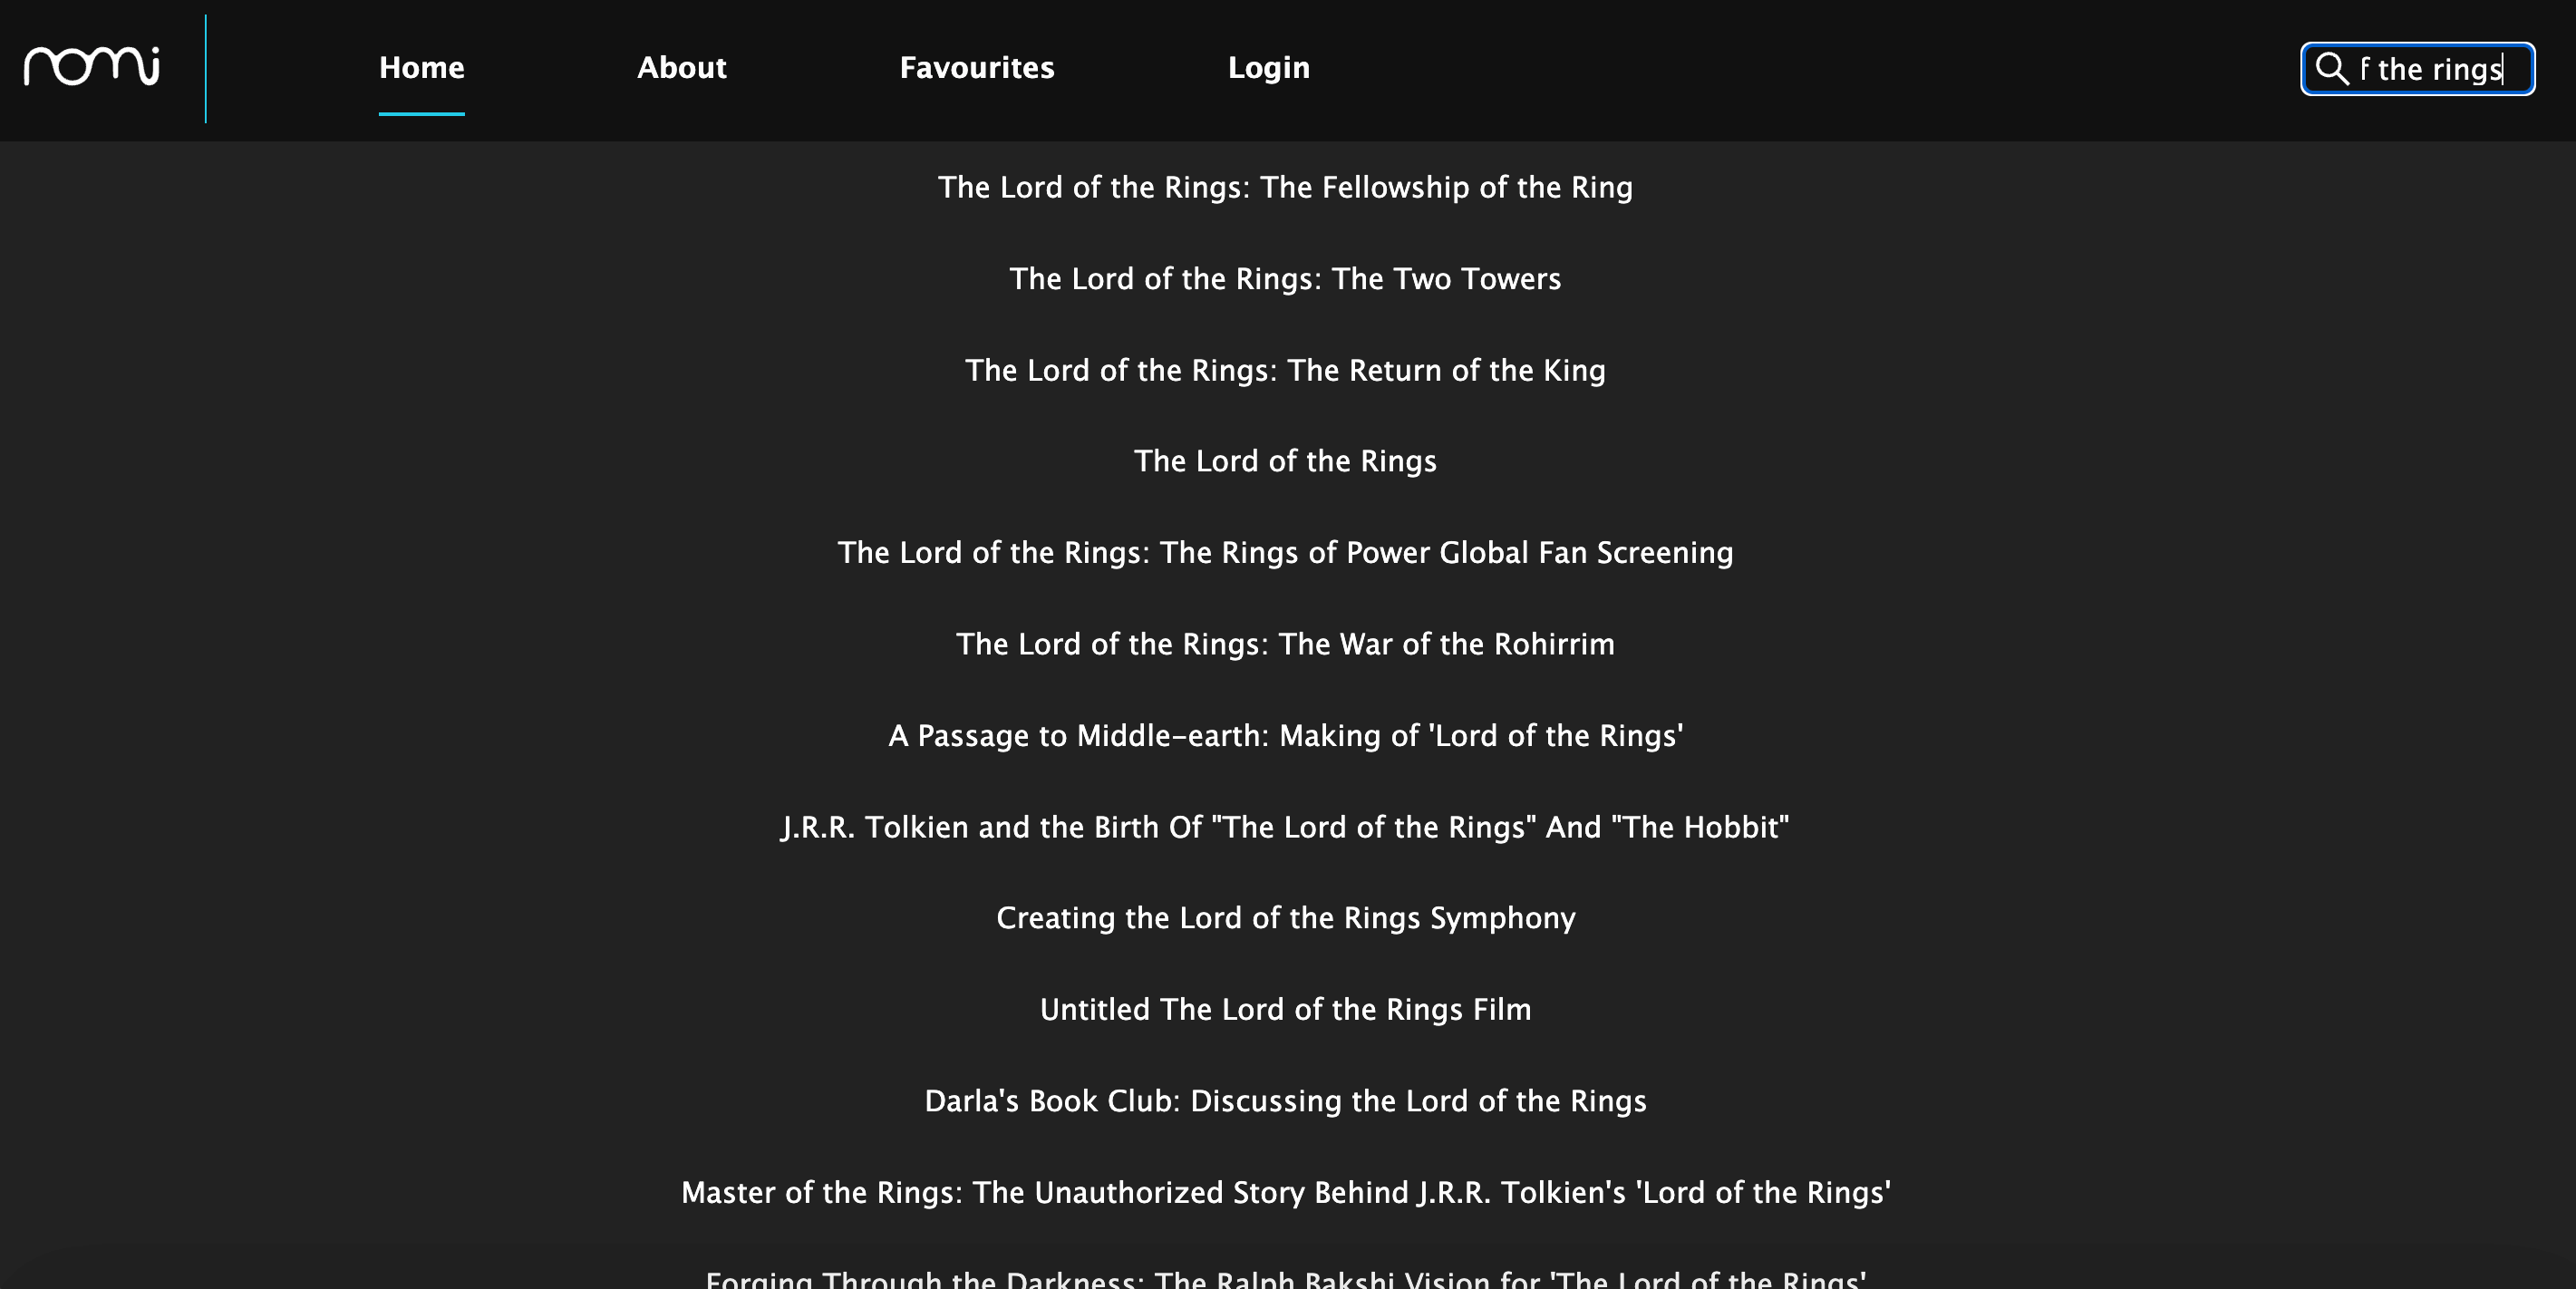 nomi
Home
About
Favourites
Login
f the rings
The Lord of the Rings: The Fellowship of the Ring
The Lord of the Rings: The Two Towers
The Lord of the Rings: The Return of the King
The Lord of the Rings
The Lord of the Rings: The Rings of Power Global Fan Screening
The Lord of the Rings: The War of the Rohirrim
A Passage to Middle-earth: Making of 'Lord of the Rings'
J.R.R. Tolkien and the Birth Of "The Lord of the Rings" And "The Hobbit"
Creating the Lord of the Rings Symphony
Untitled The Lord of the Rings Film
Darla's Book Club: Discussing the Lord of the Rings
Master of the Rings: The Unauthorized Story Behind J.R.R. Tolkien's 'Lord of the Rings'
Forging Through the Darkness: The Ralph Bakshi Vision for 'The Lord of the Rings'